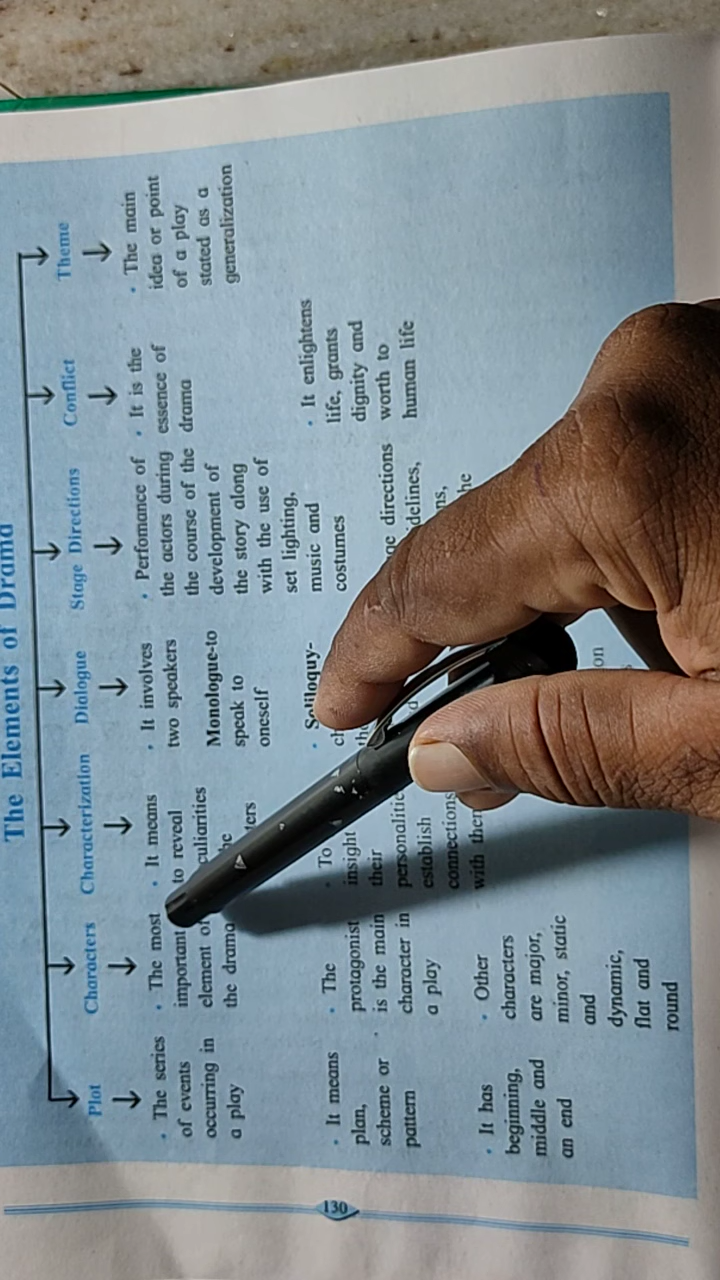 The Elements of Drama
Plot
• The series
of events
occurring in
a play
• It means
plan,
scheme or
pattern
• It has
beginning,
middle and
an end
Characters
• The most
important
element of
the drama
• The
protagonist
is the main
character in
a play
• Other
characters
are major,
minor, static
and
dynamic,
flat and
round
Characterization
• It means
to reveal
• To
insight
their
establish
connections
Dialogue
• It involves
two speakers
Monologue-to
speak to
oneself
• Soliloquy-
Stage Directions
• Perfomance of
the actors during
the course of the
development of
the story along
with the use of
set lighting,
music and
costumes
directions
Conflict
• It is the
essence of
drama
• It enlightens
life, grants
dignity and
worth to
human life
Theme
• The main
idea or point
of a play
stated as a
generalization
130